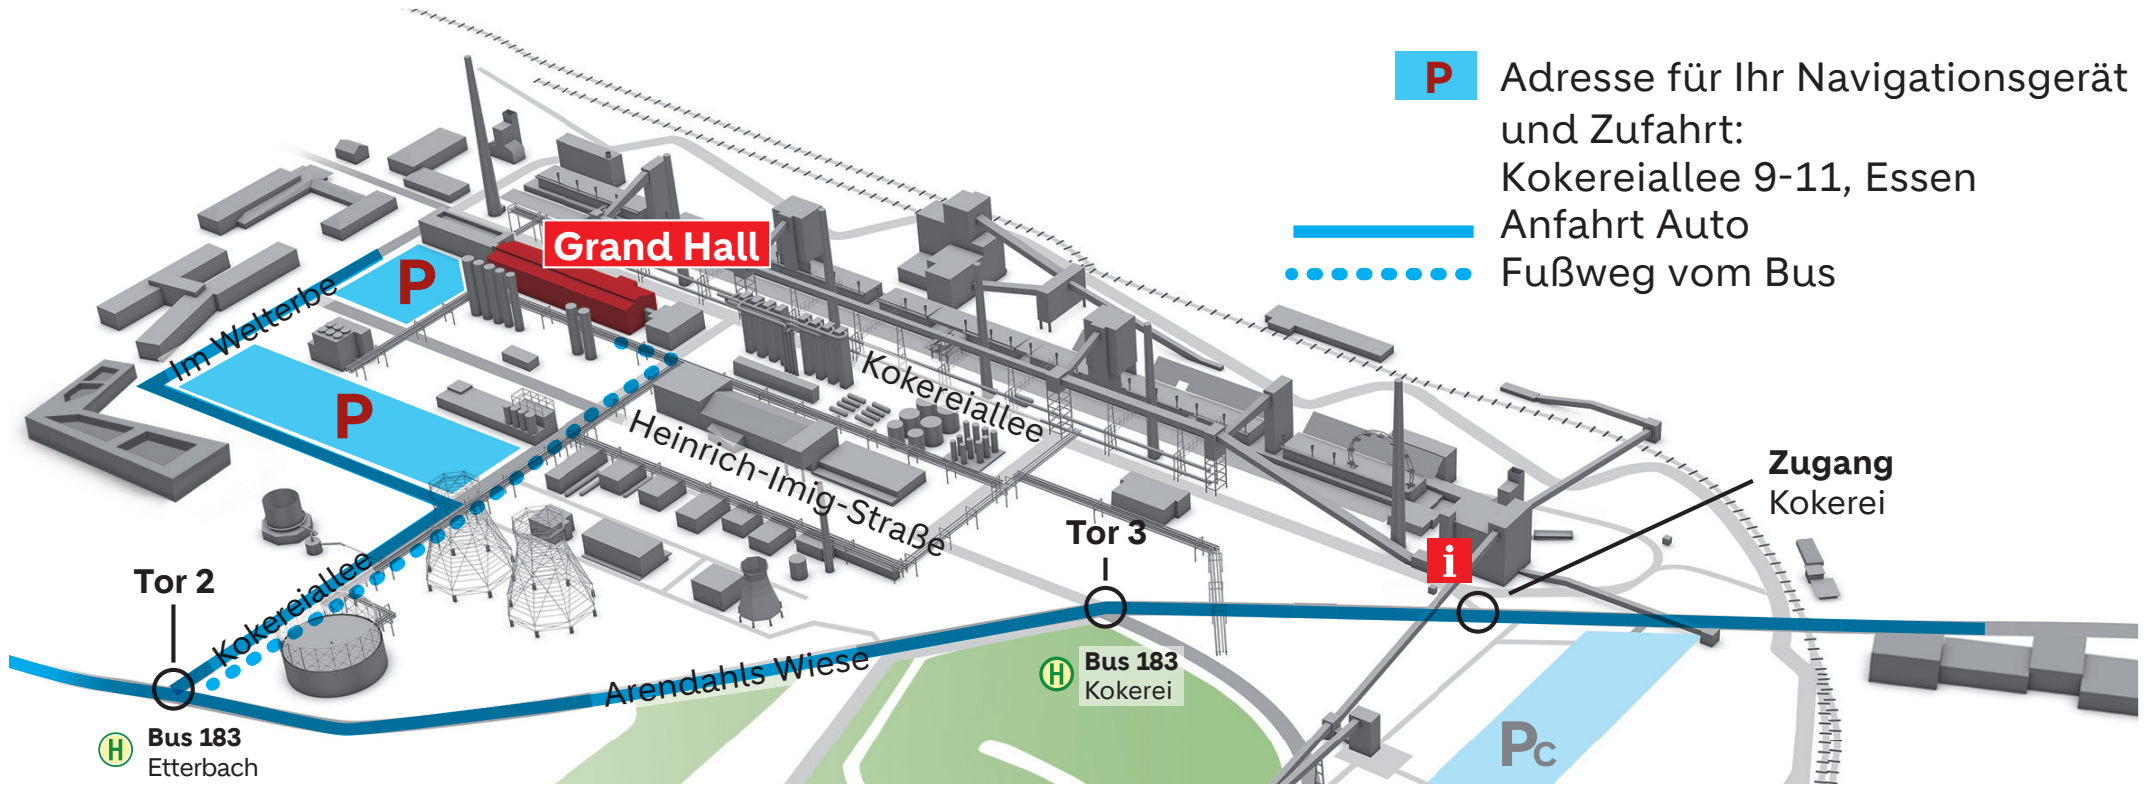 P
Adresse für Ihr Navigationsgerät
und Zufahrt:
Kokereiallee 9-11, Essen
Anfahrt Auto
Fußweg vom Bus
Grand Hall
P
Im Welterbe
P
Kokereiallee
Heinrich-Imig-Straße
Zugang
Kokerei
Tor 3
i
Tor 2
Kokereiallee
Arendahls Wiese
H
Bus 183
Kokerei
H
Bus 183
Etterbach
PC